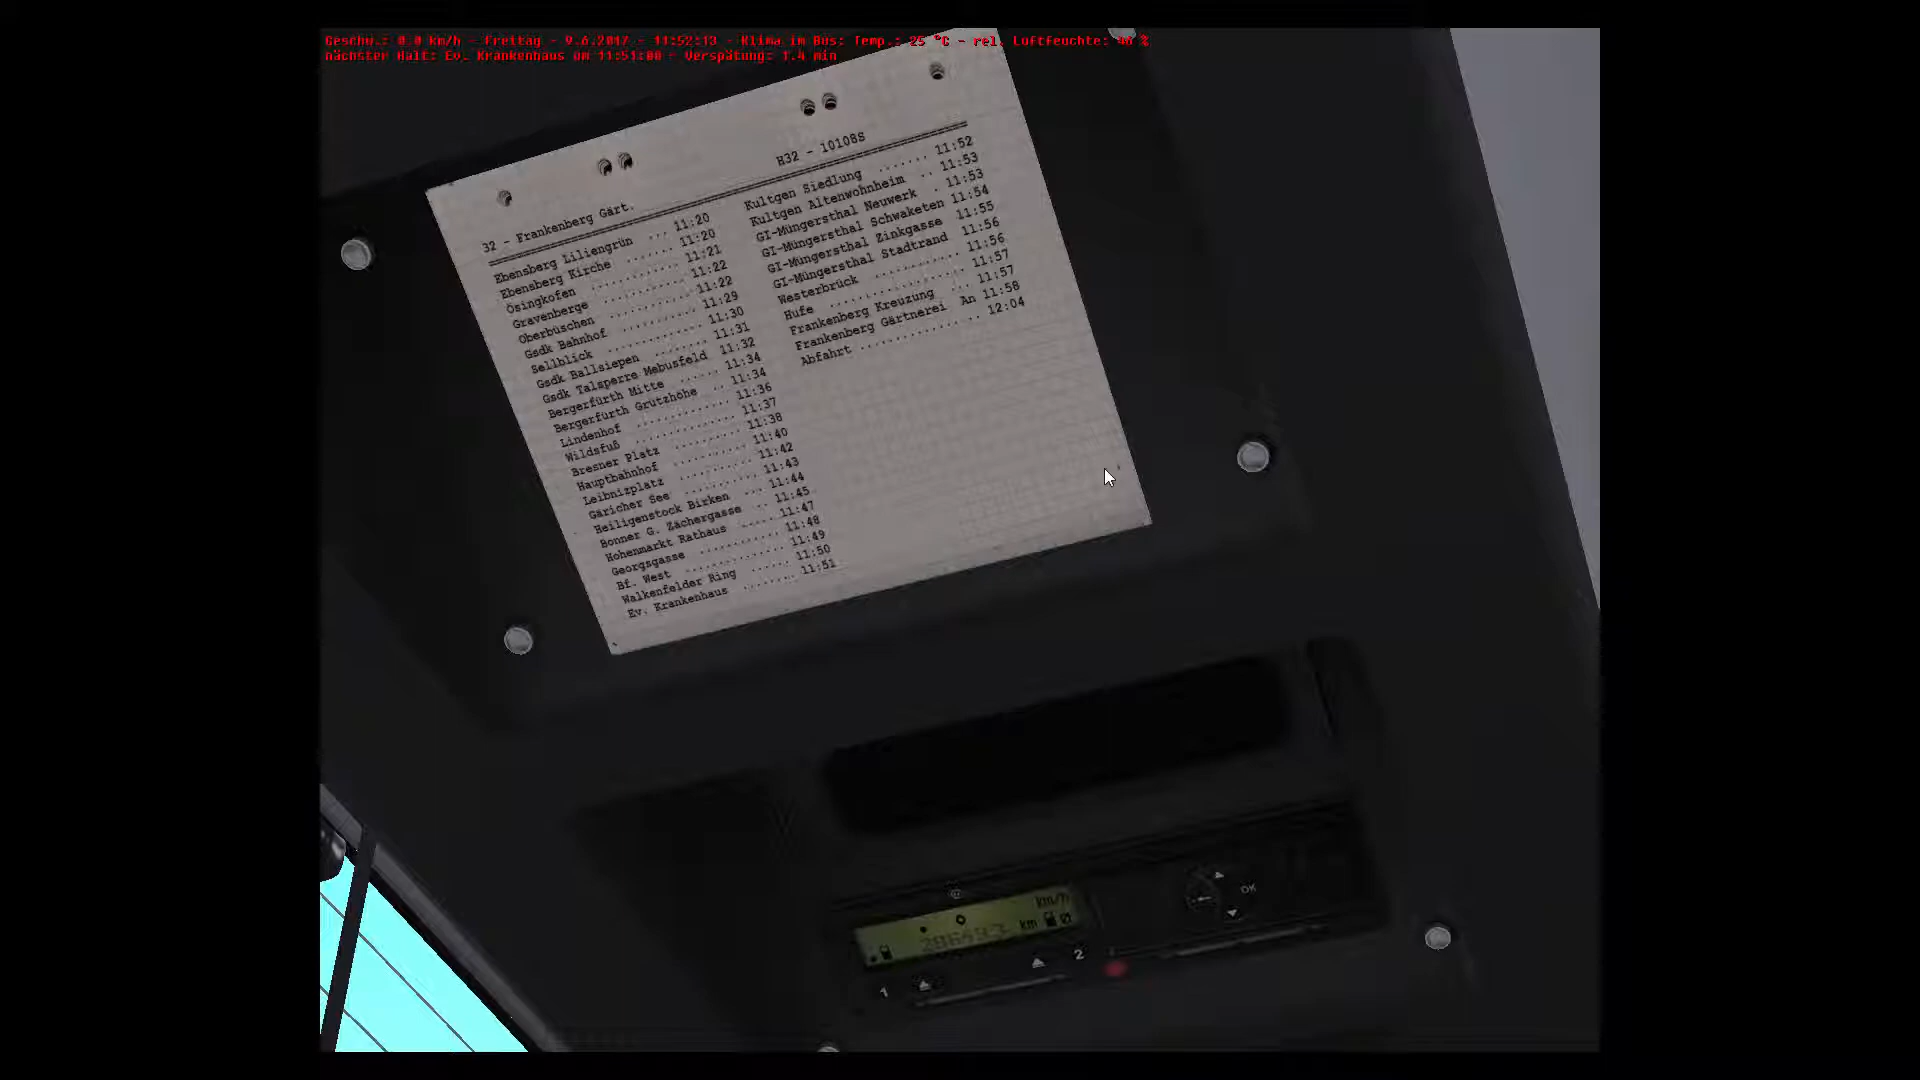 Geschw.: 0.0 km/h - Freitag - 9.6.2017 - 11:52:13 - Klima im Bus: Temp.: 25 °C - rel. Luftfeuchte: %
nächster Halt: Ev. Krankenhaus um 11:51:00 - Verspätung: 1.4 min
32 - Frankenberg Gärt. H32 - 10108S
Ebensberg Liliengrün ... 11:20
Ebensberg Kirche ....... 11:20
Ösingkofen ............. 11:21
Gravenberge ............ 11:22
Oberbüschen ............ 11:22
Gsdk Bahnhof ........... 11:29
Sellblick .............. 11:30
Gsdk Ballsiepen ........ 11:31
Gsdk Talsperre Mebusfeld 11:32
Bergerfürth Mitte ...... 11:34
Bergerfürth Grützhöhe .. 11:34
Lindenhof .............. 11:36
Wildsfuß ............... 11:37
Bresner Platz .......... 11:38
Hauptbahnhof ........... 11:40
Leibnizplatz ........... 11:42
Gäricher See ........... 11:43
Heiligenstock Birken ... 11:44
Bonner G. Zächergasse .. 11:45
Hohenmarkt Rathaus ..... 11:47
Georgsgasse ............ 11:48
Bf. West ............... 11:49
Walkenfelder Ring ...... 11:50
Ev. Krankenhaus ........ 11:51
Kultgen Siedlung ....... 11:52
Kultgen Altenwohnheim .. 11:53
GI-Müngersthal Neuwerk . 11:53
GI-Müngersthal Schwaketen 11:54
GI-Müngersthal Zinkgasse 11:55
GI-Müngersthal Stadtrand 11:56
Westerbrück ............ 11:56
Hufe ................... 11:57
Frankenberg Kreuzung ... 11:57
Frankenberg Gärtnerei An 11:58
Abfahrt ................ 12:04
km/h
km
OK
1 2